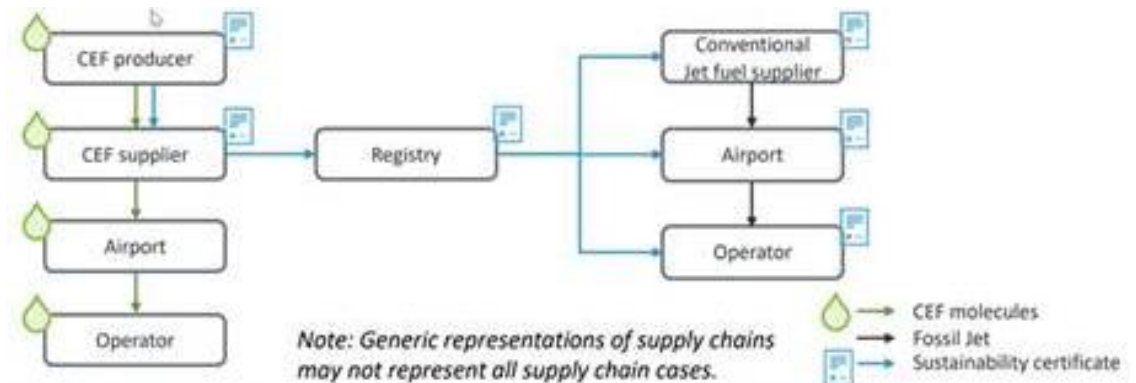 CEF producer
Conventional
Jet fuel supplier
CEF supplier
Registry
Airport
Airport
Operator
Operator
Note: Generic representations of supply chains
may not represent all supply chain cases.
CEF molecules
Fossil Jet
Sustainability certificate